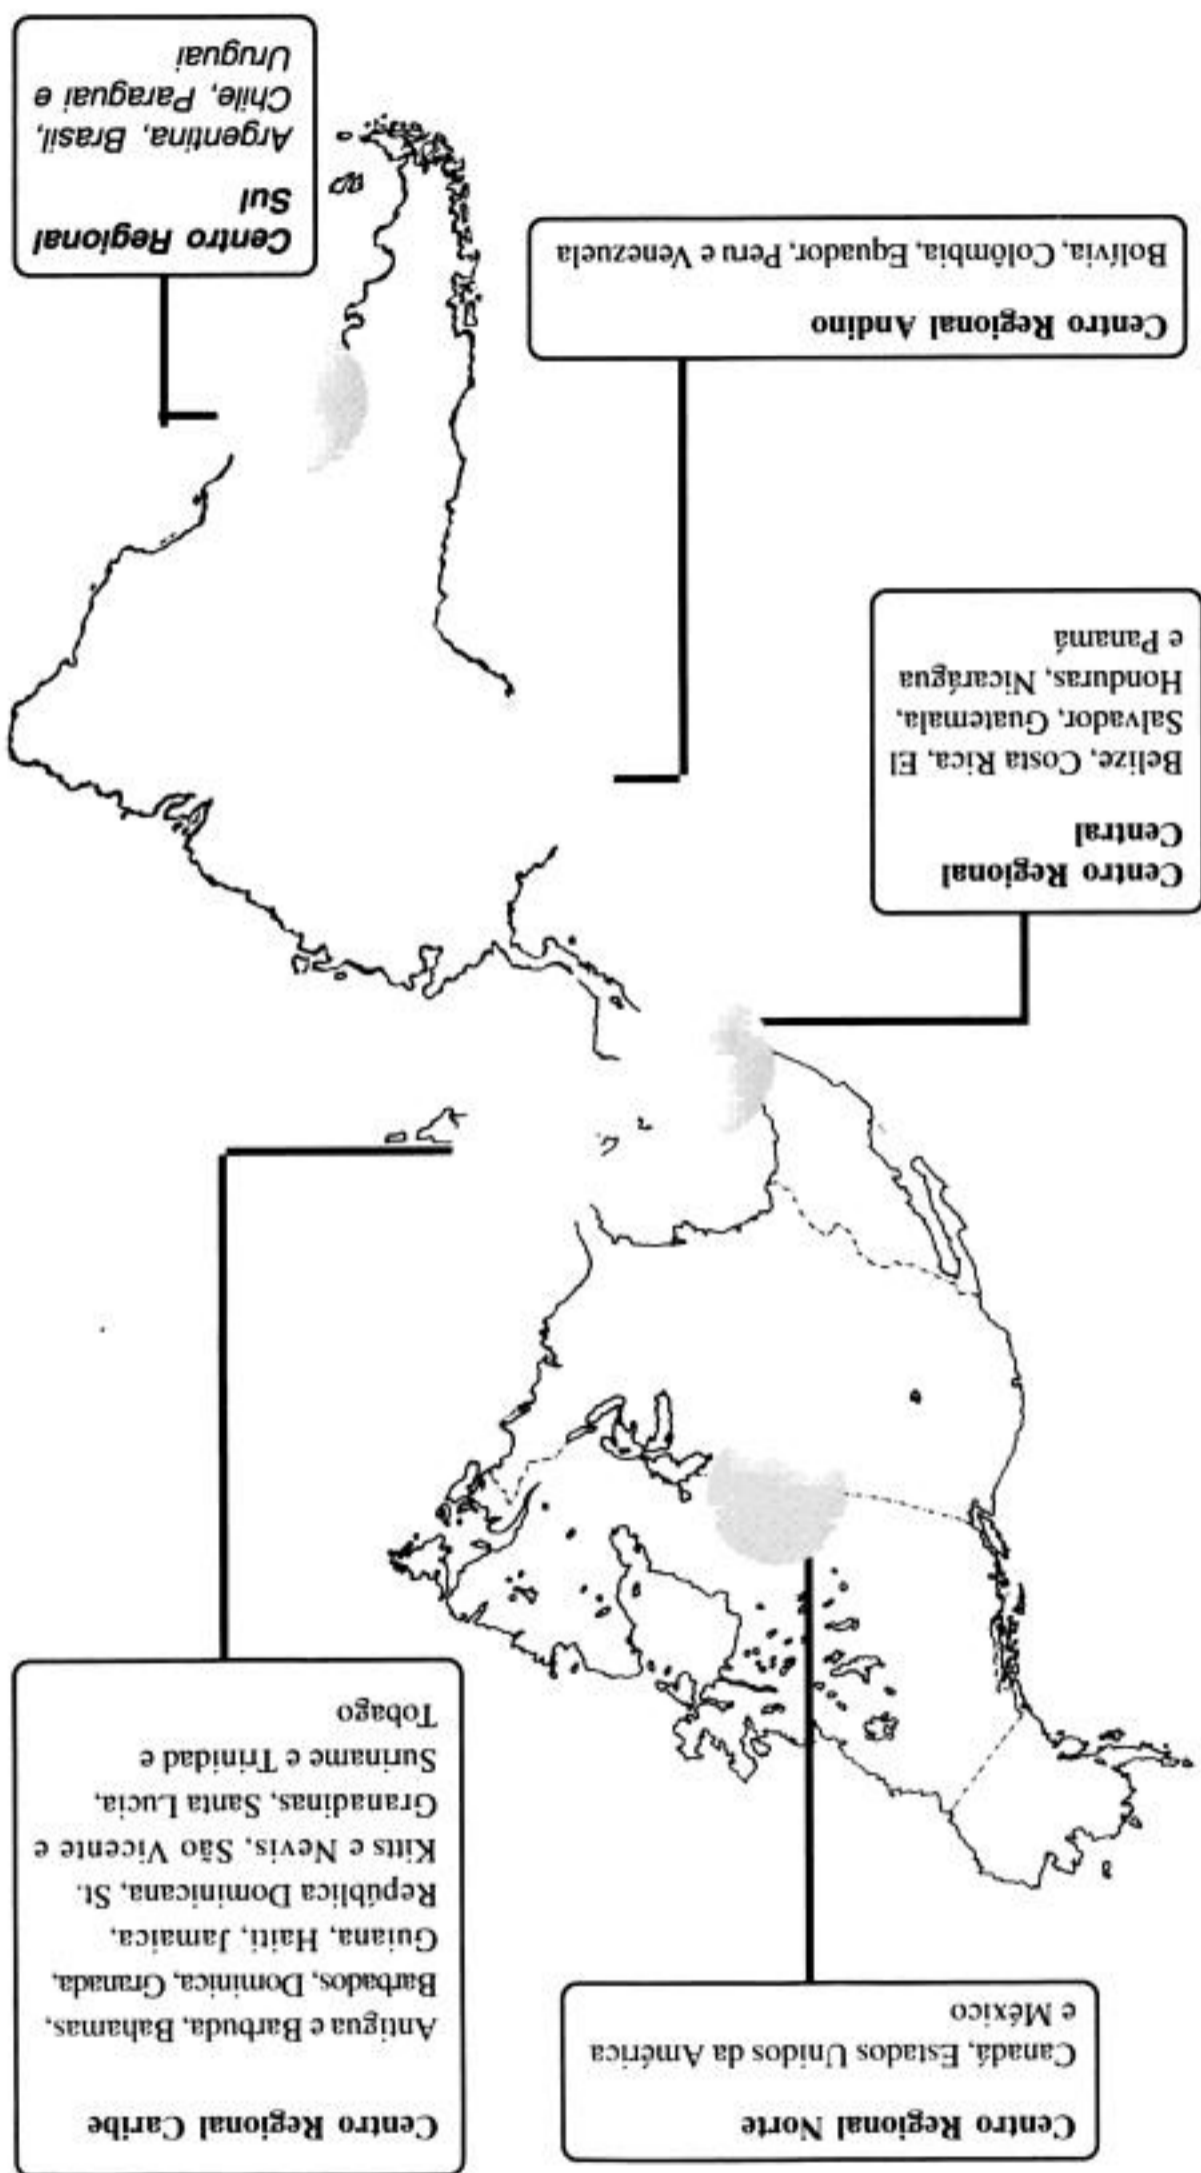 Centro Regional Norte
Canadá, Estados Unidos da América
e México
Centro Regional Caribe
Antigua e Barbuda, Bahamas,
Barbados, Dominica, Granada,
Guiana, Haiti, Jamaica,
República Dominicana, St.
Kitts e Nevis, São Vicente e
Granadinas, Santa Lucia,
Suriname e Trinidad e
Tobago
Centro Regional
Central
Belize, Costa Rica, El
Salvador, Guatemala,
Honduras, Nicarágua
e Panamá
Centro Regional Andino
Bolívia, Colômbia, Equador, Peru e Venezuela
Centro Regional
Sul
Argentina, Brasil,
Chile, Paraguai e
Uruguai